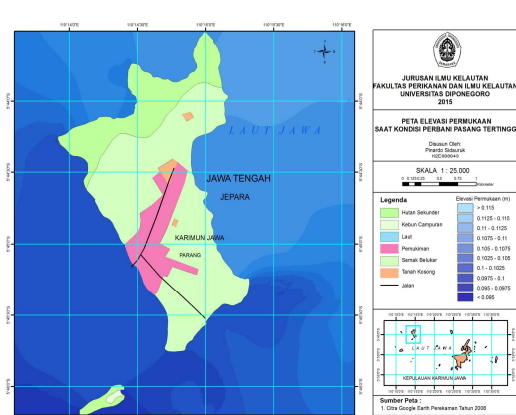 LAUT JAWA
JAWA TENGAH
JEPARA
KARIMUN JAWA
PARANG
JURUSAN ILMU KELAUTAN
FAKULTAS PERIKANAN DAN ILMU KELAUTAN
UNIVERSITAS DIPONEGORO
2015
PETA ELEVASI PERMUKAAN
SAAT KONDISI PERBANI PASANG TERTINGGI
Disusun Oleh:
Pinardo Sidauruk
SKALA 1 : 25.000
Legenda
Hutan Sekunder
Kebun Campuran
Laut
Pemukiman
Semak Belukar
Tanah Kosong
Jalan
Elevasi Permukaan (m)
> 0.115
0.1125 - 0.115
0.11 - 0.1125
0.1075 - 0.11
0.105 - 0.1075
0.1025 - 0.105
0.1 - 0.1025
0.0975 - 0.1
0.095 - 0.0975
< 0.095
LAUT JAWA
KEPULAUAN KARIMUN JAWA
Sumber Peta :
1. Citra Google Earth Perekaman Tahun 2008